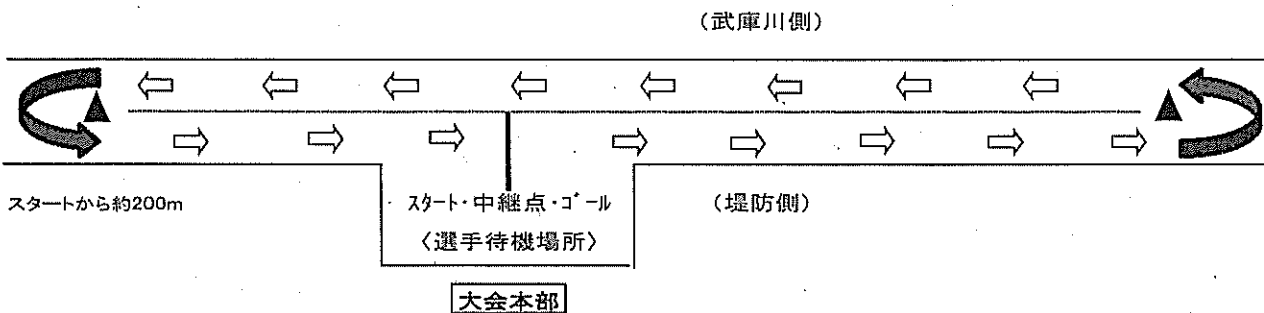 (武庫川側)
スタートから約200m
スタート・中継点・ゴール
(堤防側)
〈選手待機場所〉
大会本部